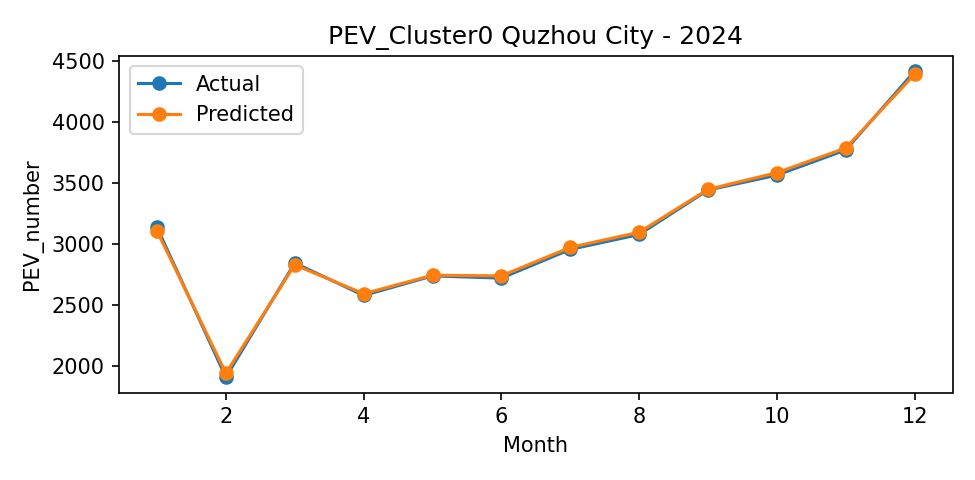 PEV_Cluster0 Quzhou City - 2024
Actual
Predicted
PEV_number
4500
4000
3500
3000
2500
2000
2 4 6 8 10 12
Month